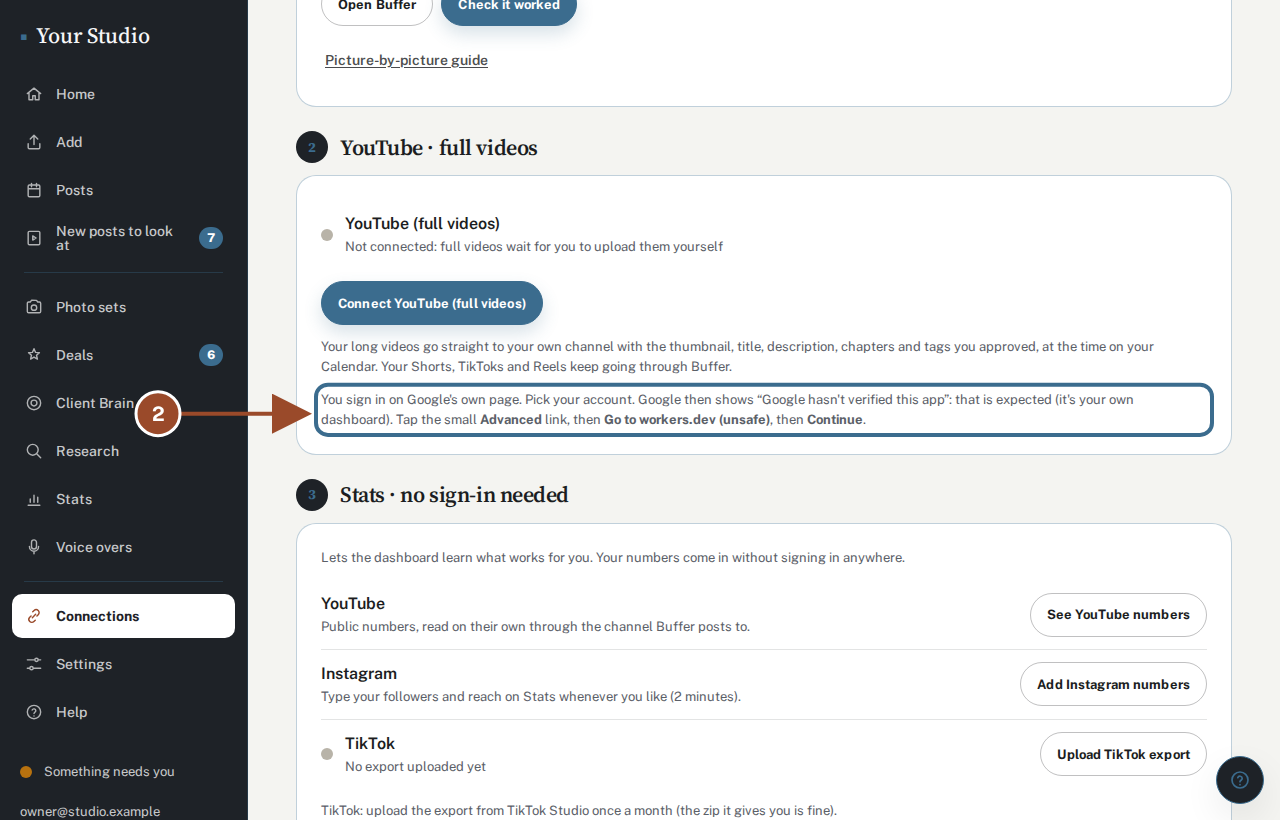 Your Studio
Home
Add
Posts
New posts to look
at
7
Photo sets
Deals
6
Client Brain
Research
Stats
Voice overs
Connections
Settings
Help
Something needs you
owner@studio.example
Open Buffer
Check it worked
Picture-by-picture guide
2
YouTube · full videos
YouTube (full videos)
Not connected: full videos wait for you to upload them yourself
Connect YouTube (full videos)
Your long videos go straight to your own channel with the thumbnail, title, description, chapters and tags you approved, at the time on your
Calendar. Your Shorts, TikToks and Reels keep going through Buffer.
2
You sign in on Google's own page. Pick your account. Google then shows “Google hasn't verified this app”: that is expected (it's your own
dashboard). Tap the small Advanced link, then Go to workers.dev (unsafe), then Continue.
3
Stats · no sign-in needed
Lets the dashboard learn what works for you. Your numbers come in without signing in anywhere.
YouTube
Public numbers, read on their own through the channel Buffer posts to.
See YouTube numbers
Instagram
Type your followers and reach on Stats whenever you like (2 minutes).
Add Instagram numbers
TikTok
No export uploaded yet
Upload TikTok export
TikTok: upload the export from TikTok Studio once a month (the zip it gives you is fine).